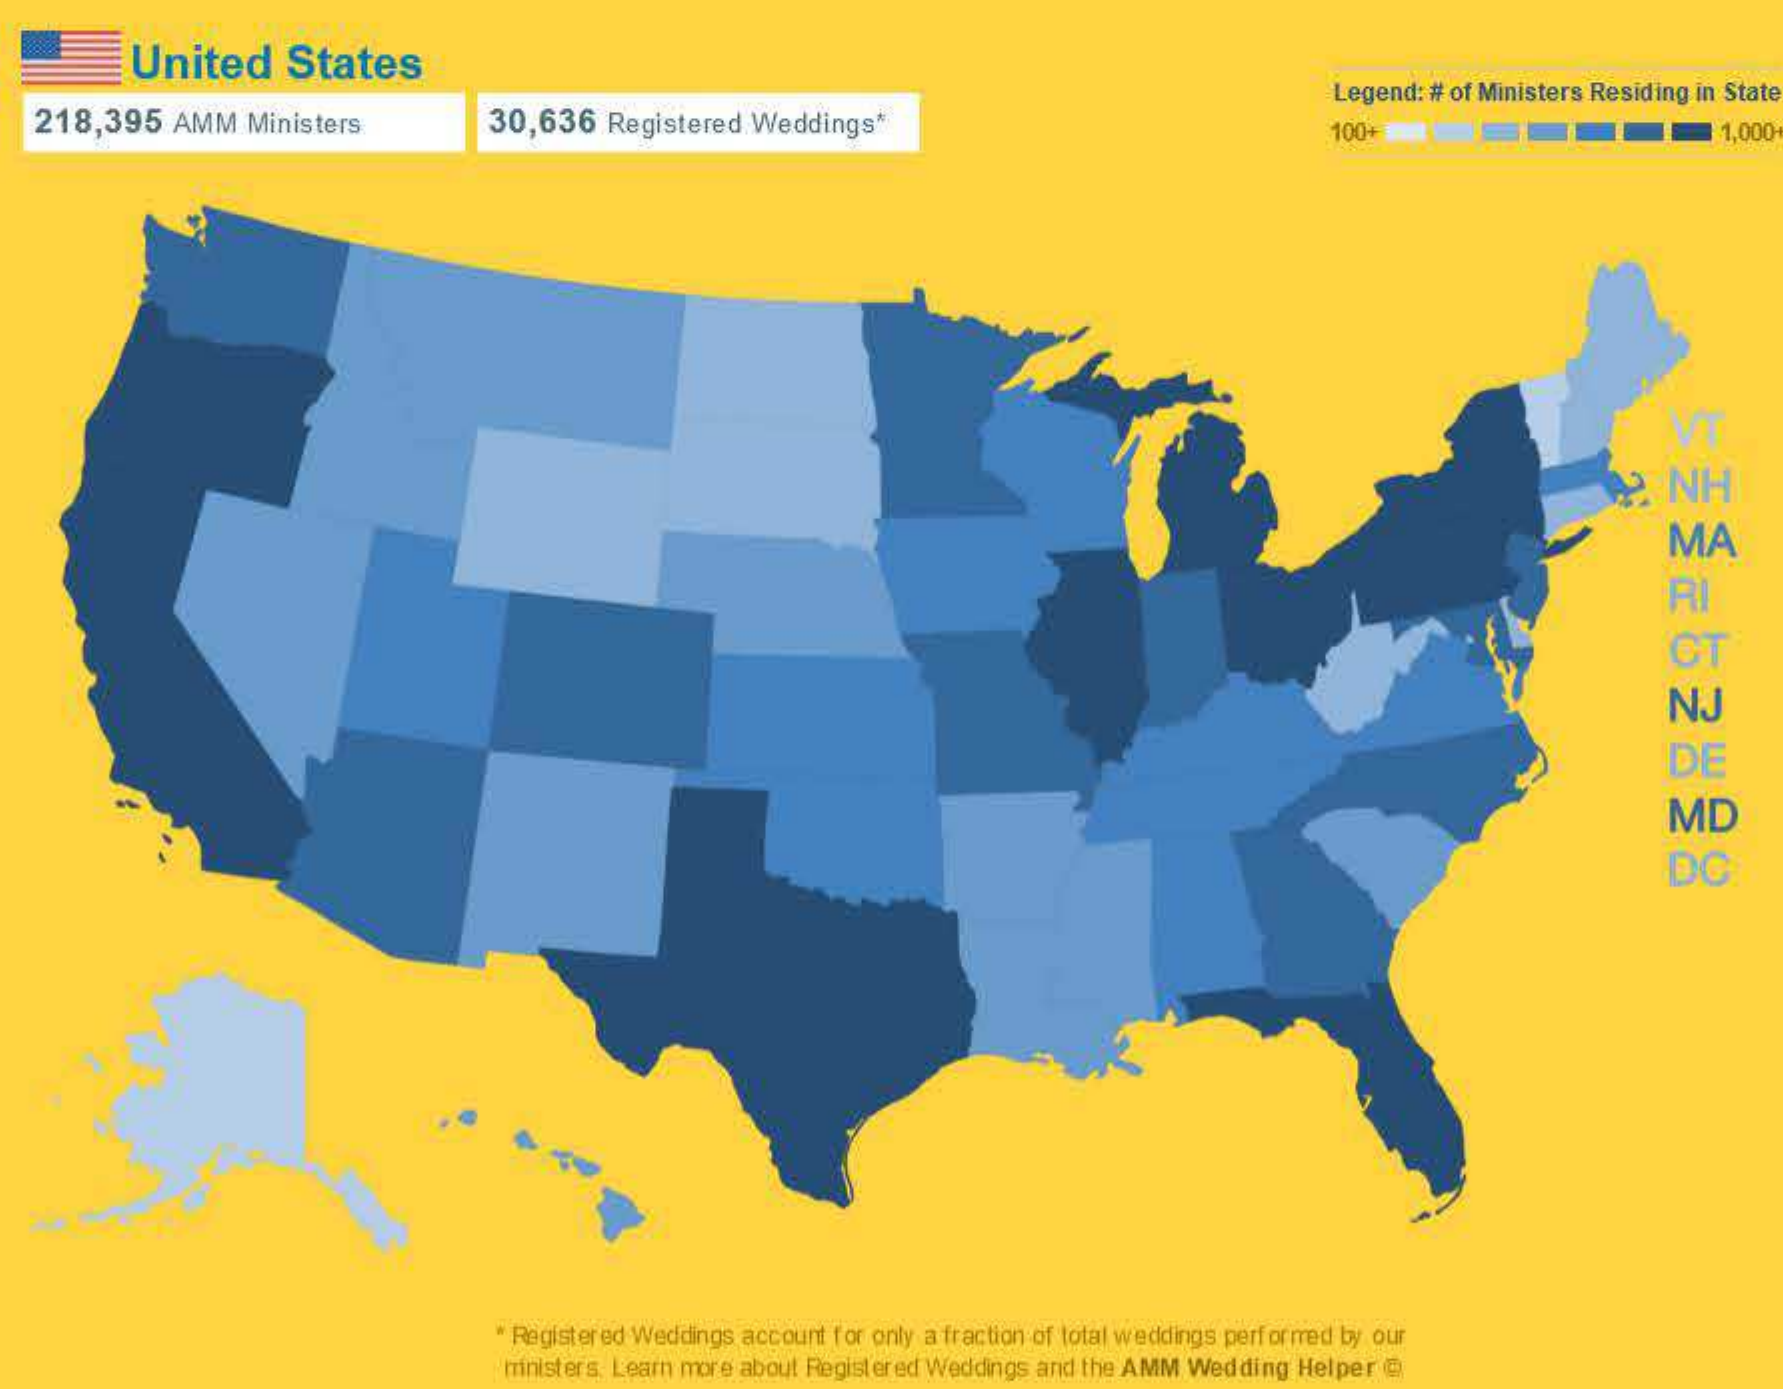 United States
218,395 AMM Ministers
30,636 Registered Weddings*
Legend: # of Ministers Residing in State
100+ 1,000+
VT
NH
MA
RI
CT
NJ
DE
MD
DC
* Registered Weddings account for only a fraction of total weddings performed by our
ministers. Learn more about Registered Weddings and the AMM Wedding Helper ©